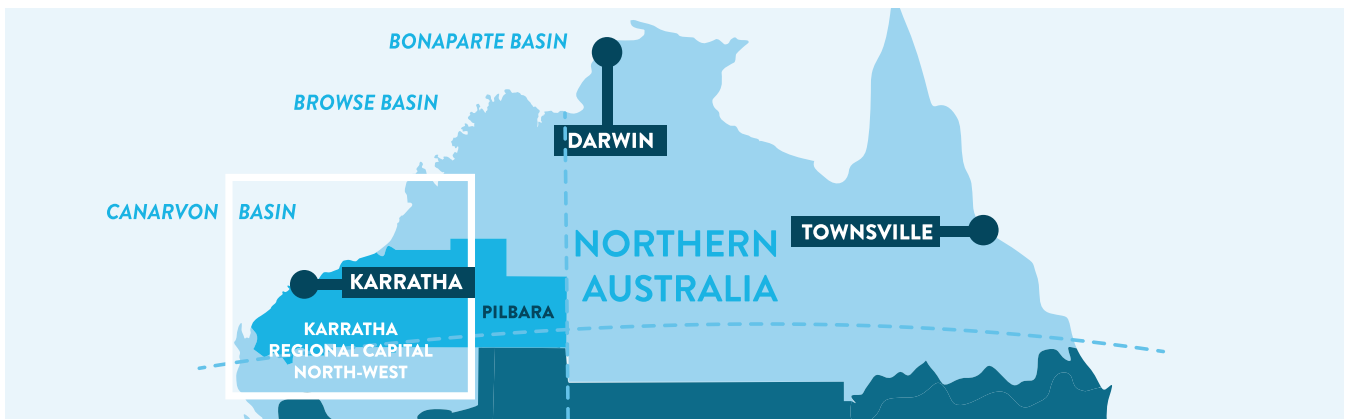 BONAPARTE BASIN
BROWSE BASIN
DARWIN
CANARVON BASIN
TOWNSVILLE
NORTHERN
AUSTRALIA
KARRATHA
PILBARA
KARRATHA
REGIONAL CAPITAL
NORTH-WEST